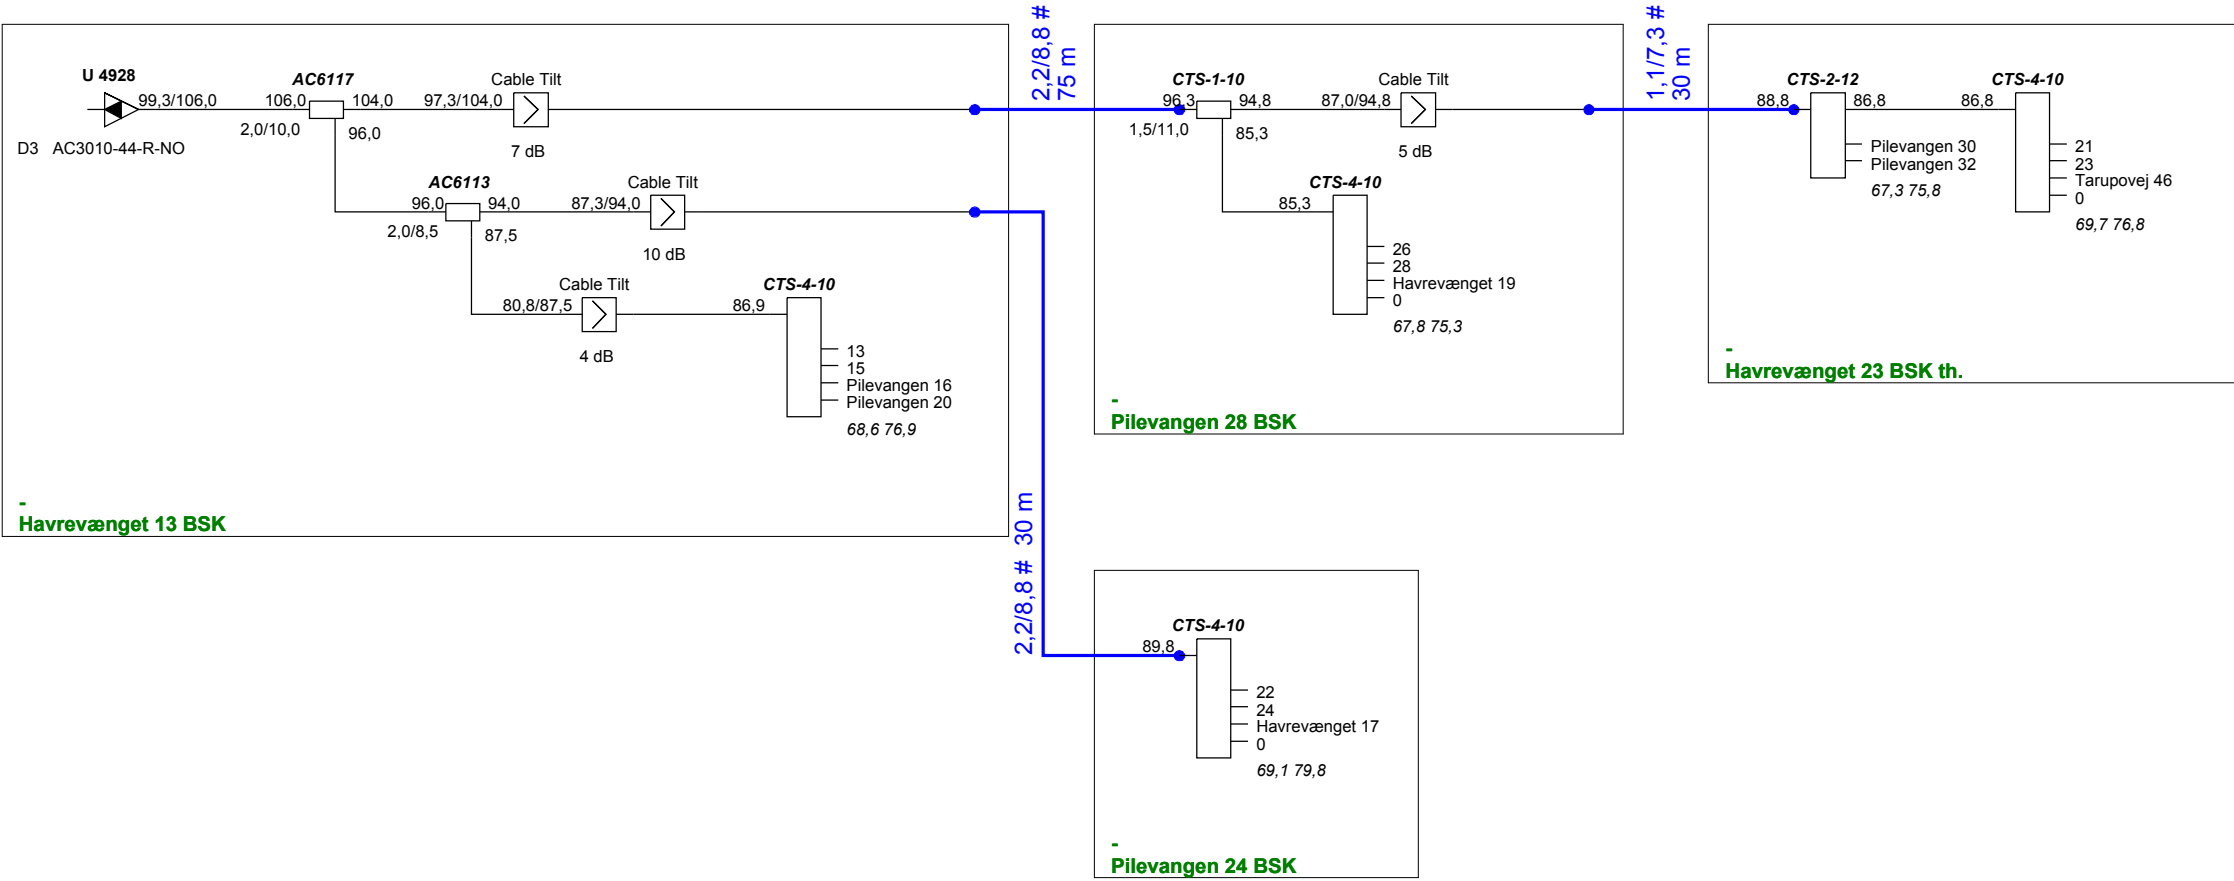 U 4928
99,3/106,0
D3 AC3010-44-R-NO
AC6117
106,0
104,0
2,0/10,0
96,0
97,3/104,0
Cable Tilt
7 dB
AC6113
96,0
94,0
2,0/8,5
87,5
87,3/94,0
Cable Tilt
10 dB
80,8/87,5
Cable Tilt
4 dB
86,9
CTS-4-10
13
15
Pilevangen 16
Pilevangen 20
68,6 76,9
-
Havrevænget 13 BSK
2,2/8,8 #
75 m
2,2/8,8 # 30 m
CTS-1-10
96,3
94,8
1,5/11,0
85,3
87,0/94,8
Cable Tilt
5 dB
CTS-4-10
85,3
26
28
Havrevænget 19
0
67,8 75,3
-
Pilevangen 28 BSK
1,1/7,3 #
30 m
CTS-2-12
88,8
86,8
Pilevangen 30
Pilevangen 32
67,3 75,8
CTS-4-10
86,8
21
23
Tarupovej 46
0
69,7 76,8
-
Havrevænget 23 BSK th.
CTS-4-10
89,8
22
24
Havrevænget 17
0
69,1 79,8
-
Pilevangen 24 BSK